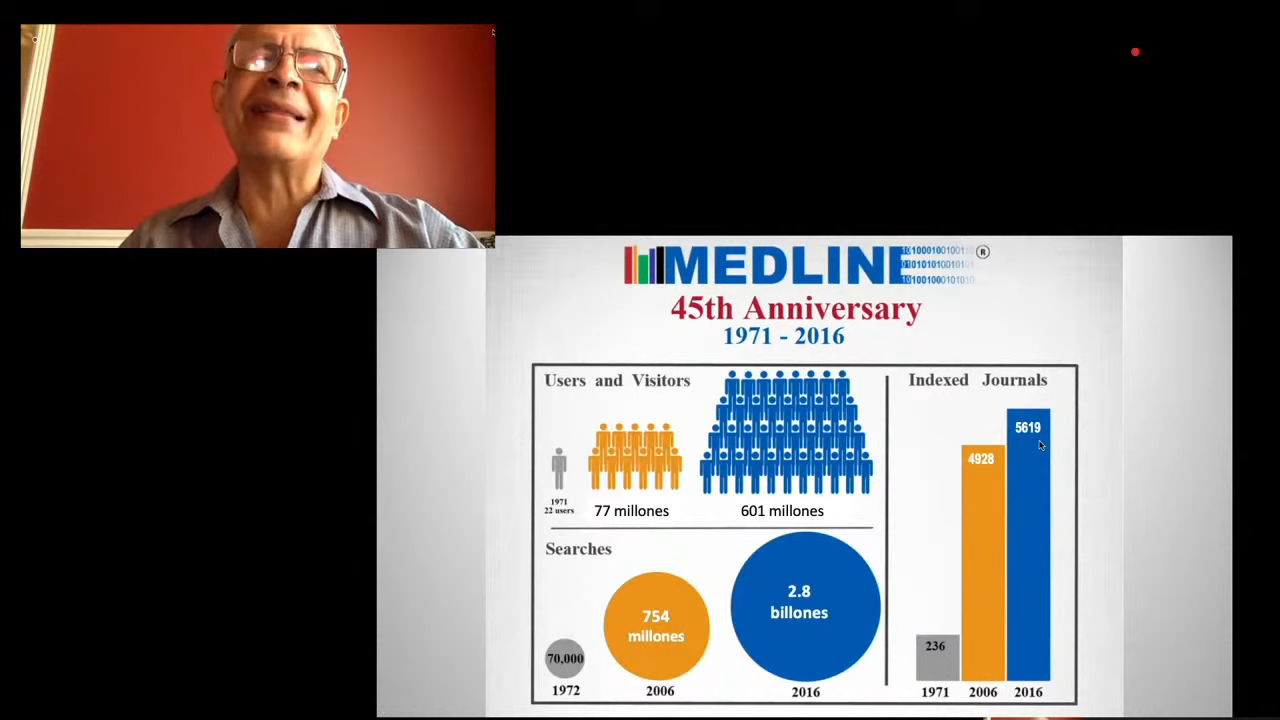 MEDLINE ®
45th Anniversary
1971 - 2016
Users and Visitors
1971
22 users
77 millones
601 millones
Searches
70,000
1972
754
millones
2006
2.8
billones
2016
Indexed Journals
236
4928
5619
1971
2006
2016